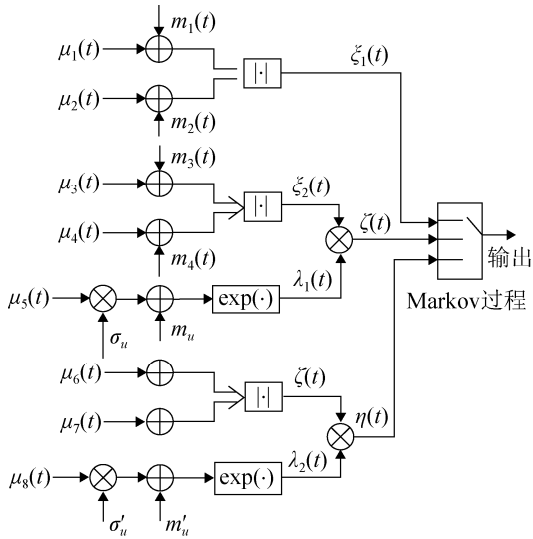 m₁(t)
μ₁(t)
|·|
ξ₁(t)
μ₂(t)
m₂(t)
m₃(t)
μ₃(t)
|·|
ξ₂(t)
ζ(t)
μ₄(t)
m₄(t)
λ₁(t)
输出
μ₅(t)
exp(·)
Markov过程
σᵤ
mᵤ
μ₆(t)
|·|
ζ(t)
η(t)
μ₇(t)
λ₂(t)
μ₈(t)
exp(·)
σ′ᵤ
m′ᵤ